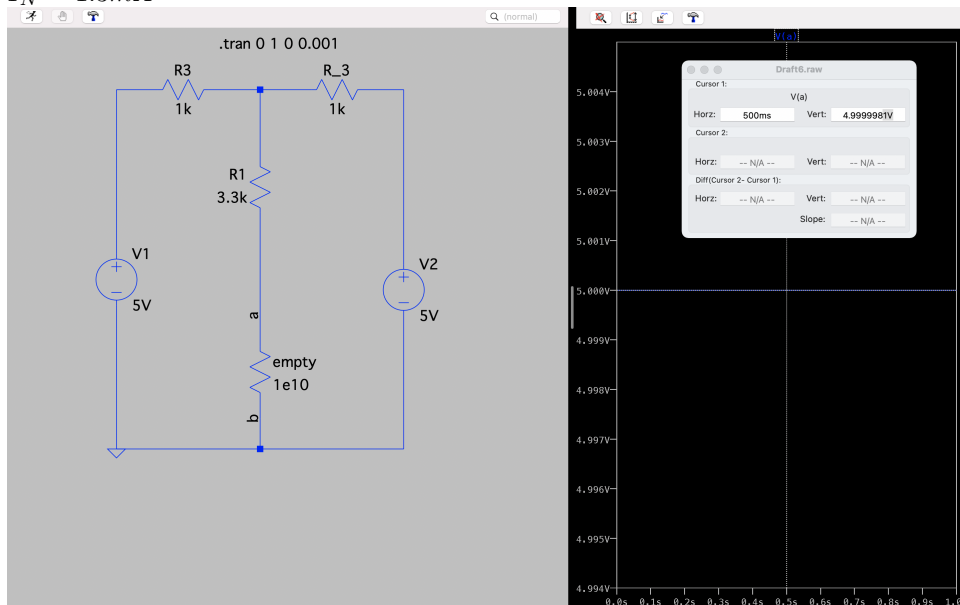 (normal)
.tran 0 1 0 0.001
R3
1k
R_3
1k
R1
3.3k
V1
5V
V2
5V
a
empty
1e10
b
V(a)
5.004V
5.003V
5.002V
5.001V
5.000V
4.999V
4.998V
4.997V
4.996V
4.995V
4.994V
0.0s 0.1s 0.2s 0.3s 0.4s 0.5s 0.6s 0.7s 0.8s 0.9s 1.0
Draft6.raw
Cursor 1:
V(a)
Horz: 500ms Vert: 4.9999981V
Cursor 2:
Horz: -- N/A -- Vert: -- N/A --
Diff(Cursor 2- Cursor 1):
Horz: -- N/A -- Vert: -- N/A --
Slope: -- N/A --